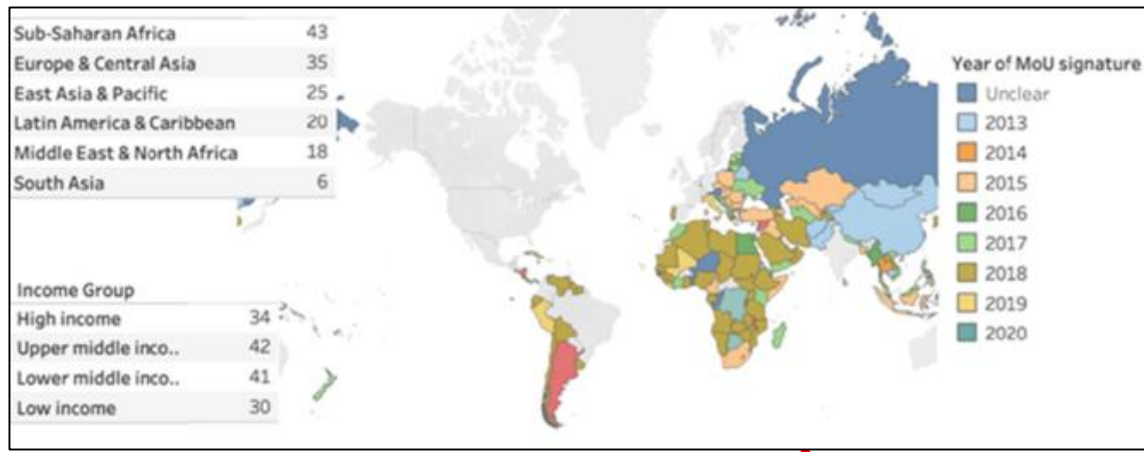 Sub-Saharan Africa 43
Europe & Central Asia 35
East Asia & Pacific 25
Latin America & Caribbean 20
Middle East & North Africa 18
South Asia 6
Income Group
High income 34
Upper middle inco.. 42
Lower middle inco.. 41
Low income 30
Year of MoU signature
Unclear
2013
2014
2015
2016
2017
2018
2019
2020